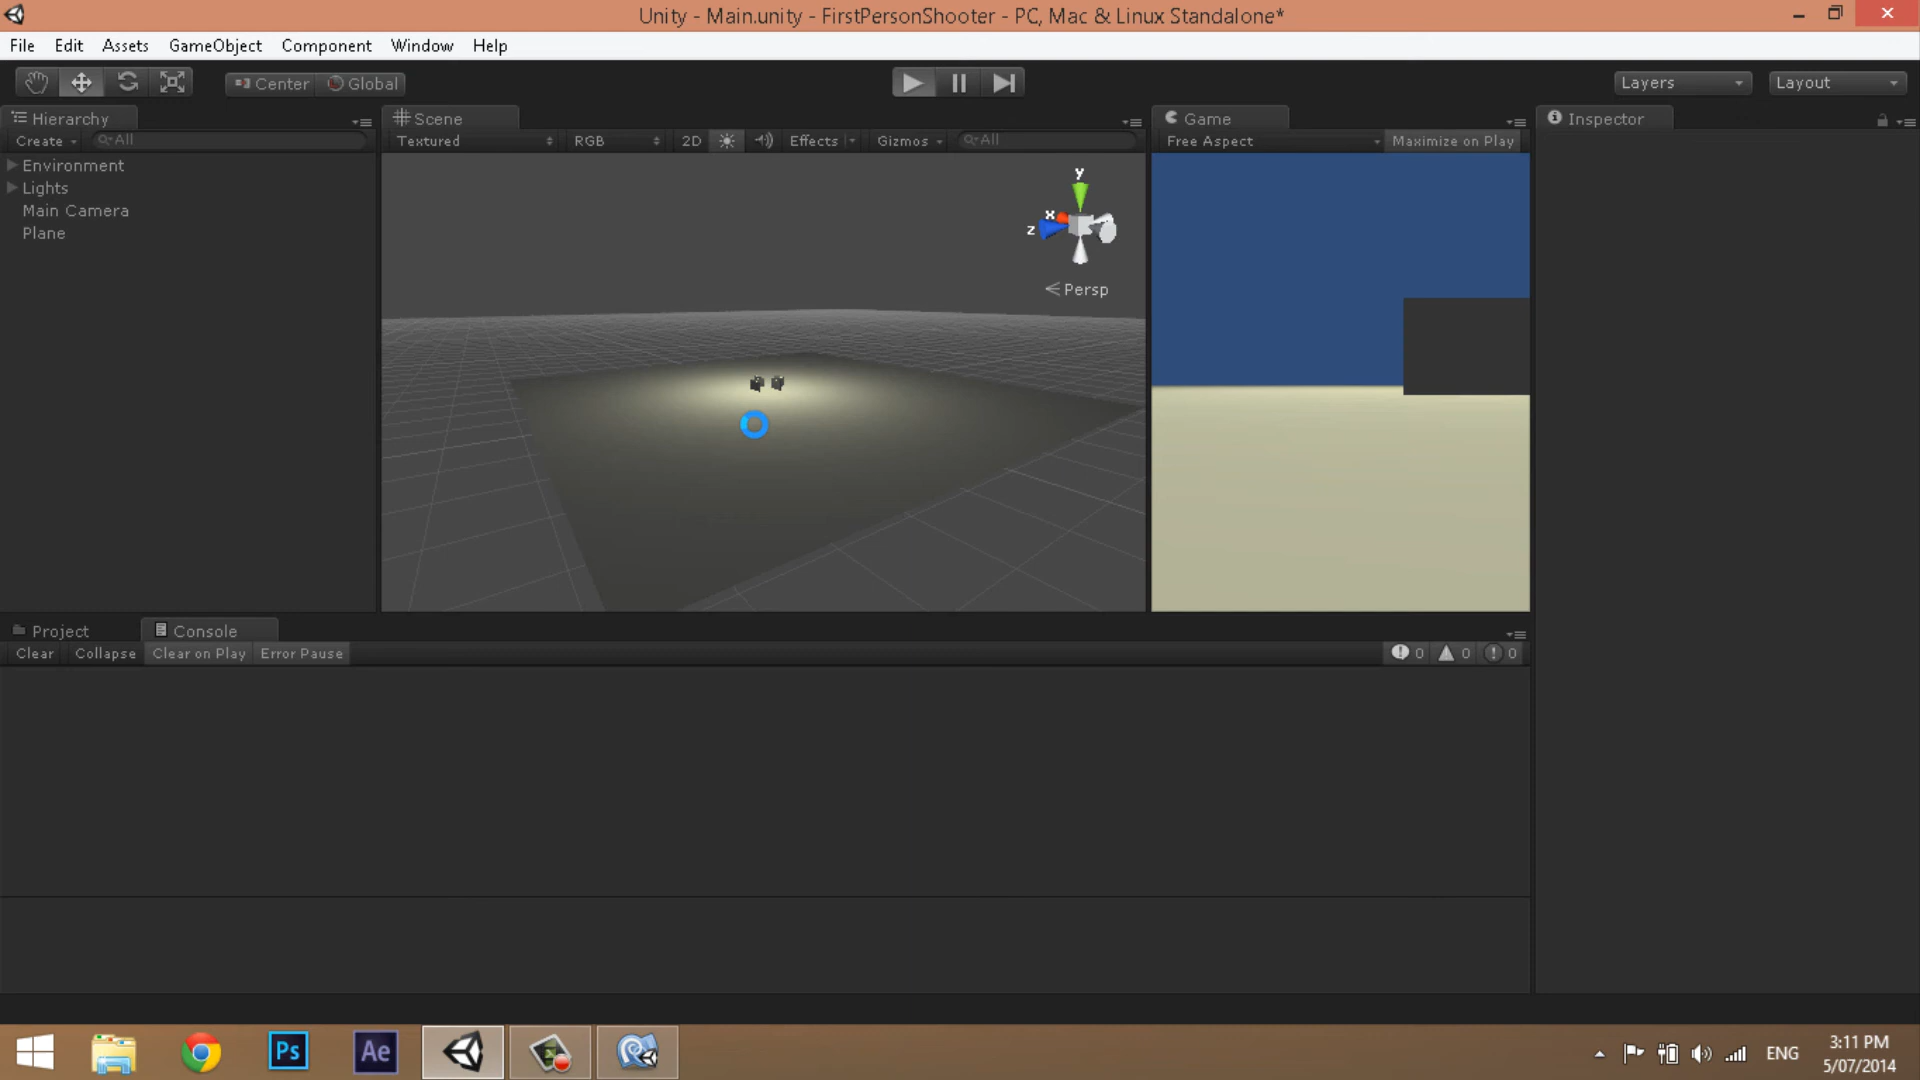 Unity - Main.unity - FirstPersonShooter - PC, Mac & Linux Standalone*
File Edit Assets GameObject Component Window Help
Center Global Layers Layout
Hierarchy Scene Game Inspector
Create All Textured RGB 2D Effects Gizmos All Free Aspect Maximize on Play
Environment
Lights
Main Camera
Plane
y
x
z
Persp
Project Console
Clear Collapse Clear on Play Error Pause 0 0 0
Ps Ae ENG
3:11 PM
5/07/2014